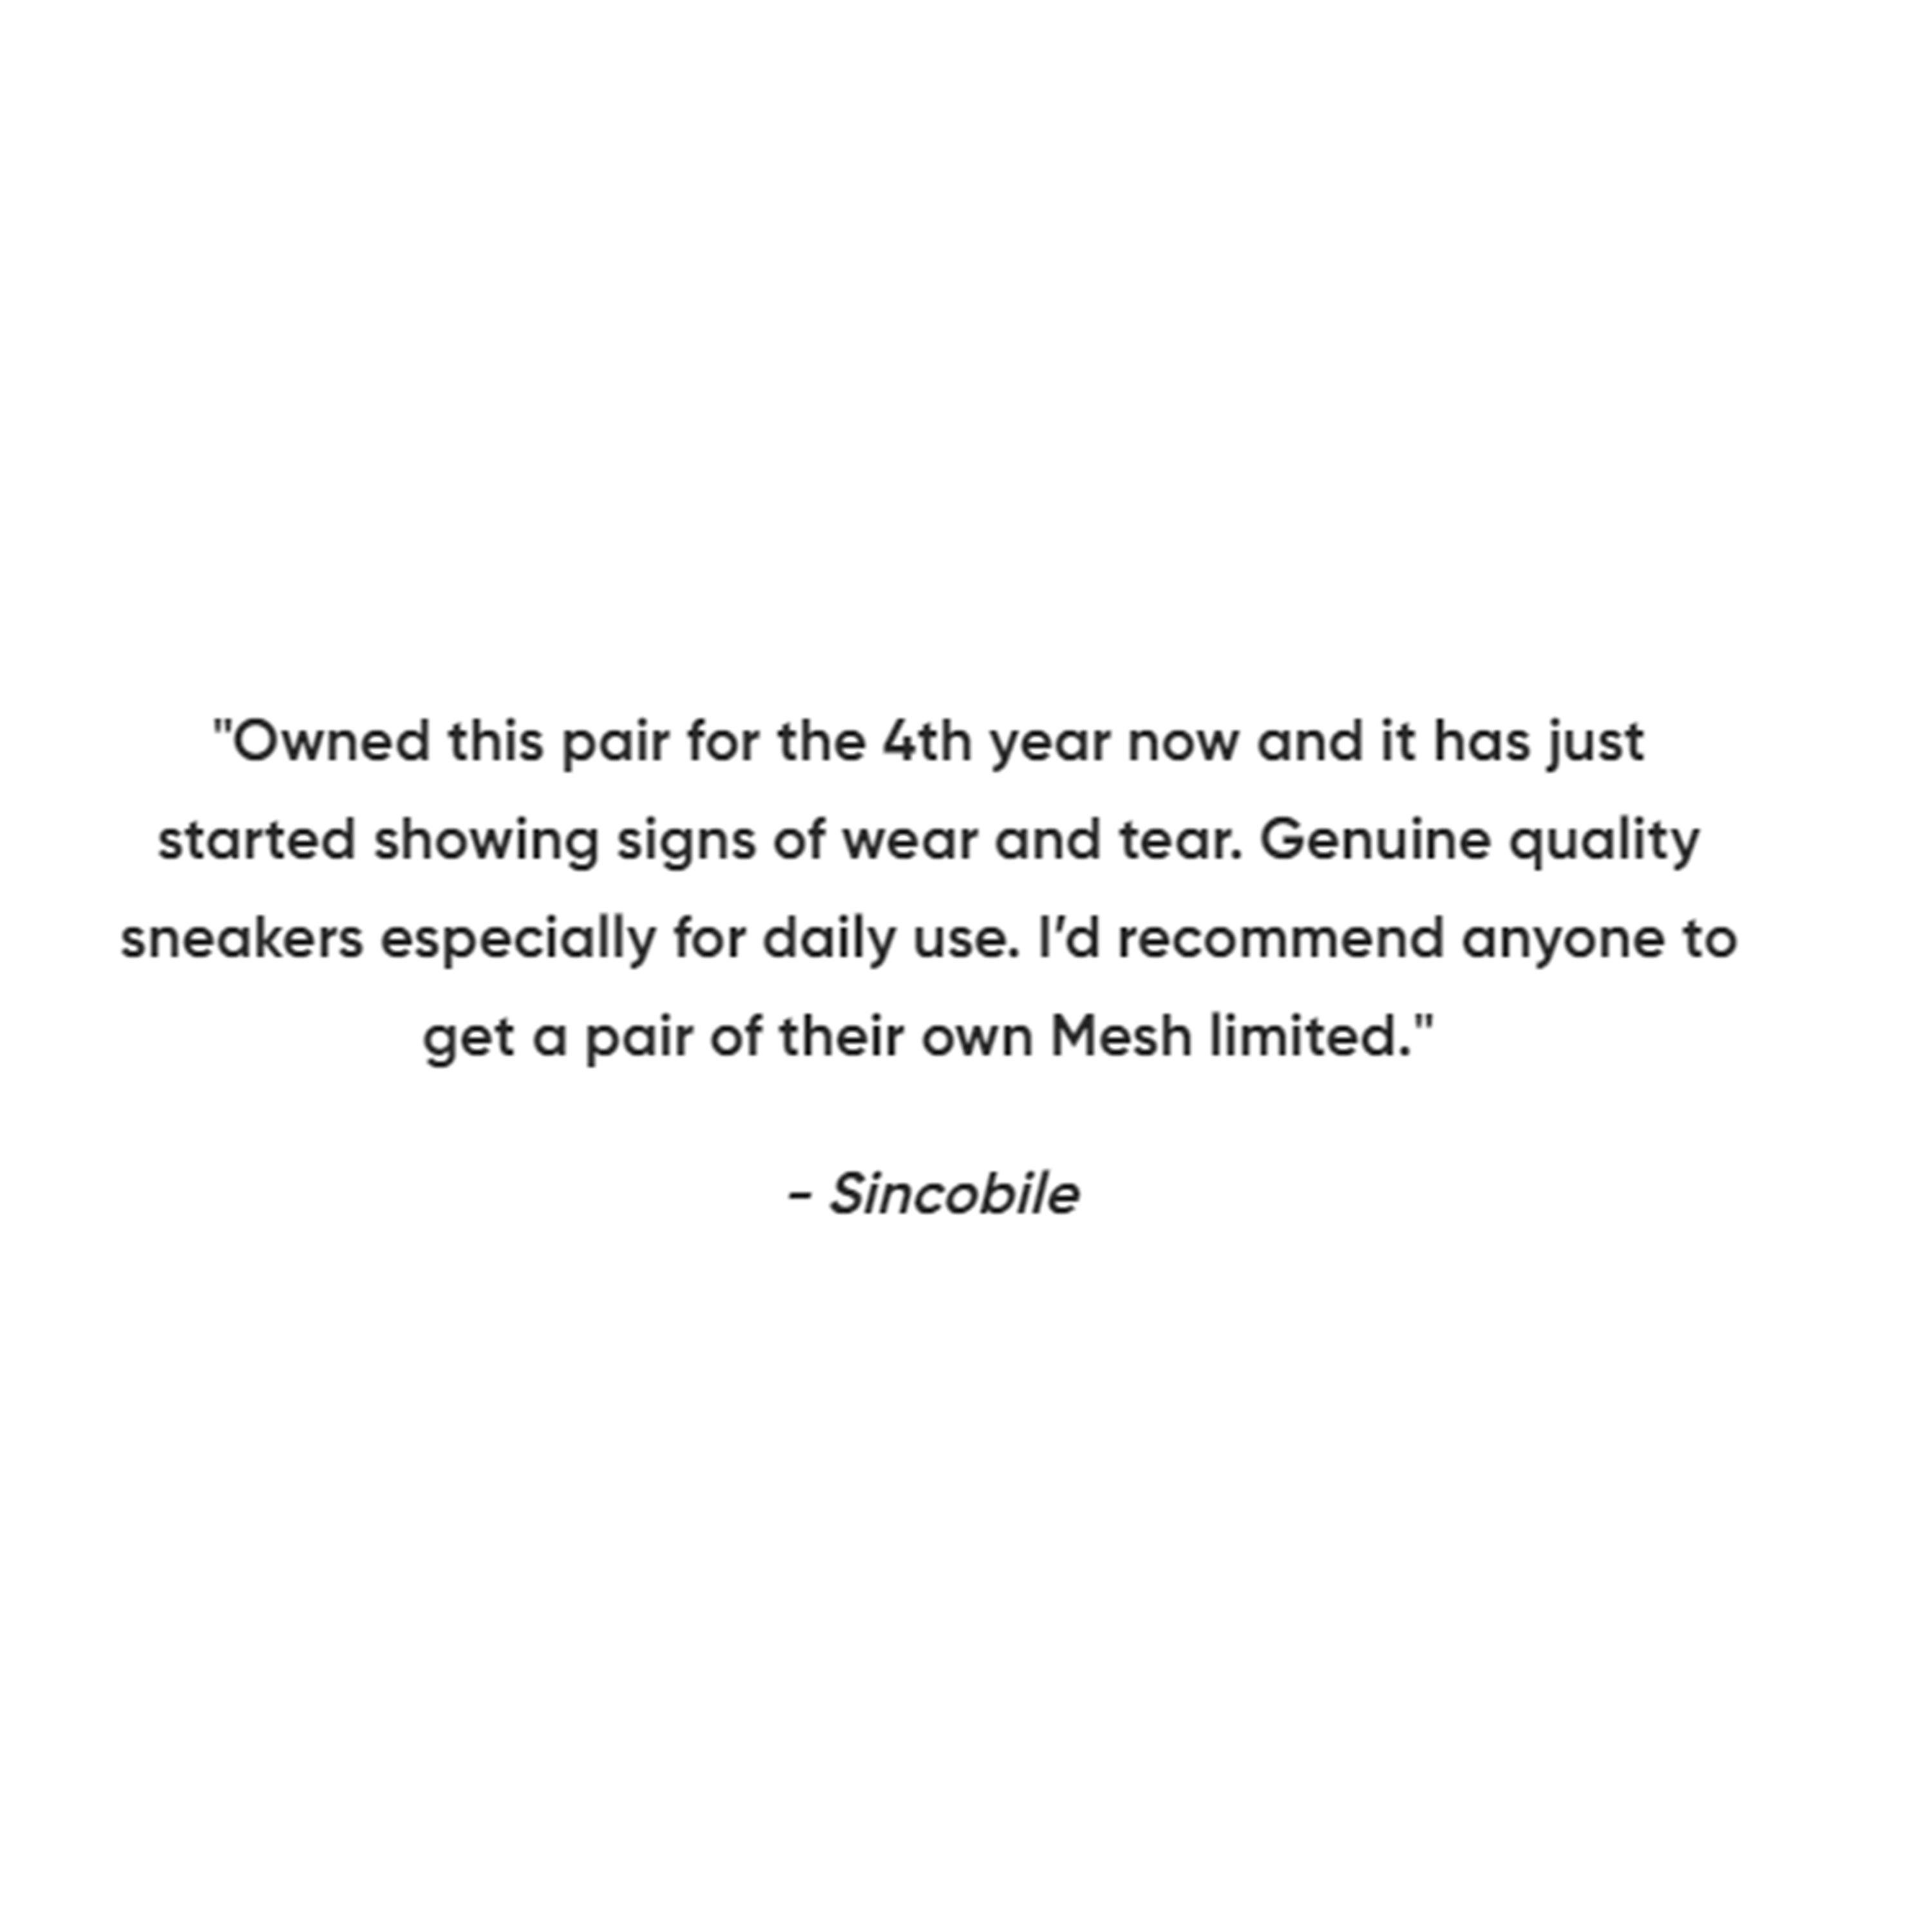 "Owned this pair for the 4th year now and it has just
started showing signs of wear and tear. Genuine quality
sneakers especially for daily use. I’d recommend anyone to
get a pair of their own Mesh limited."
- Sincobile